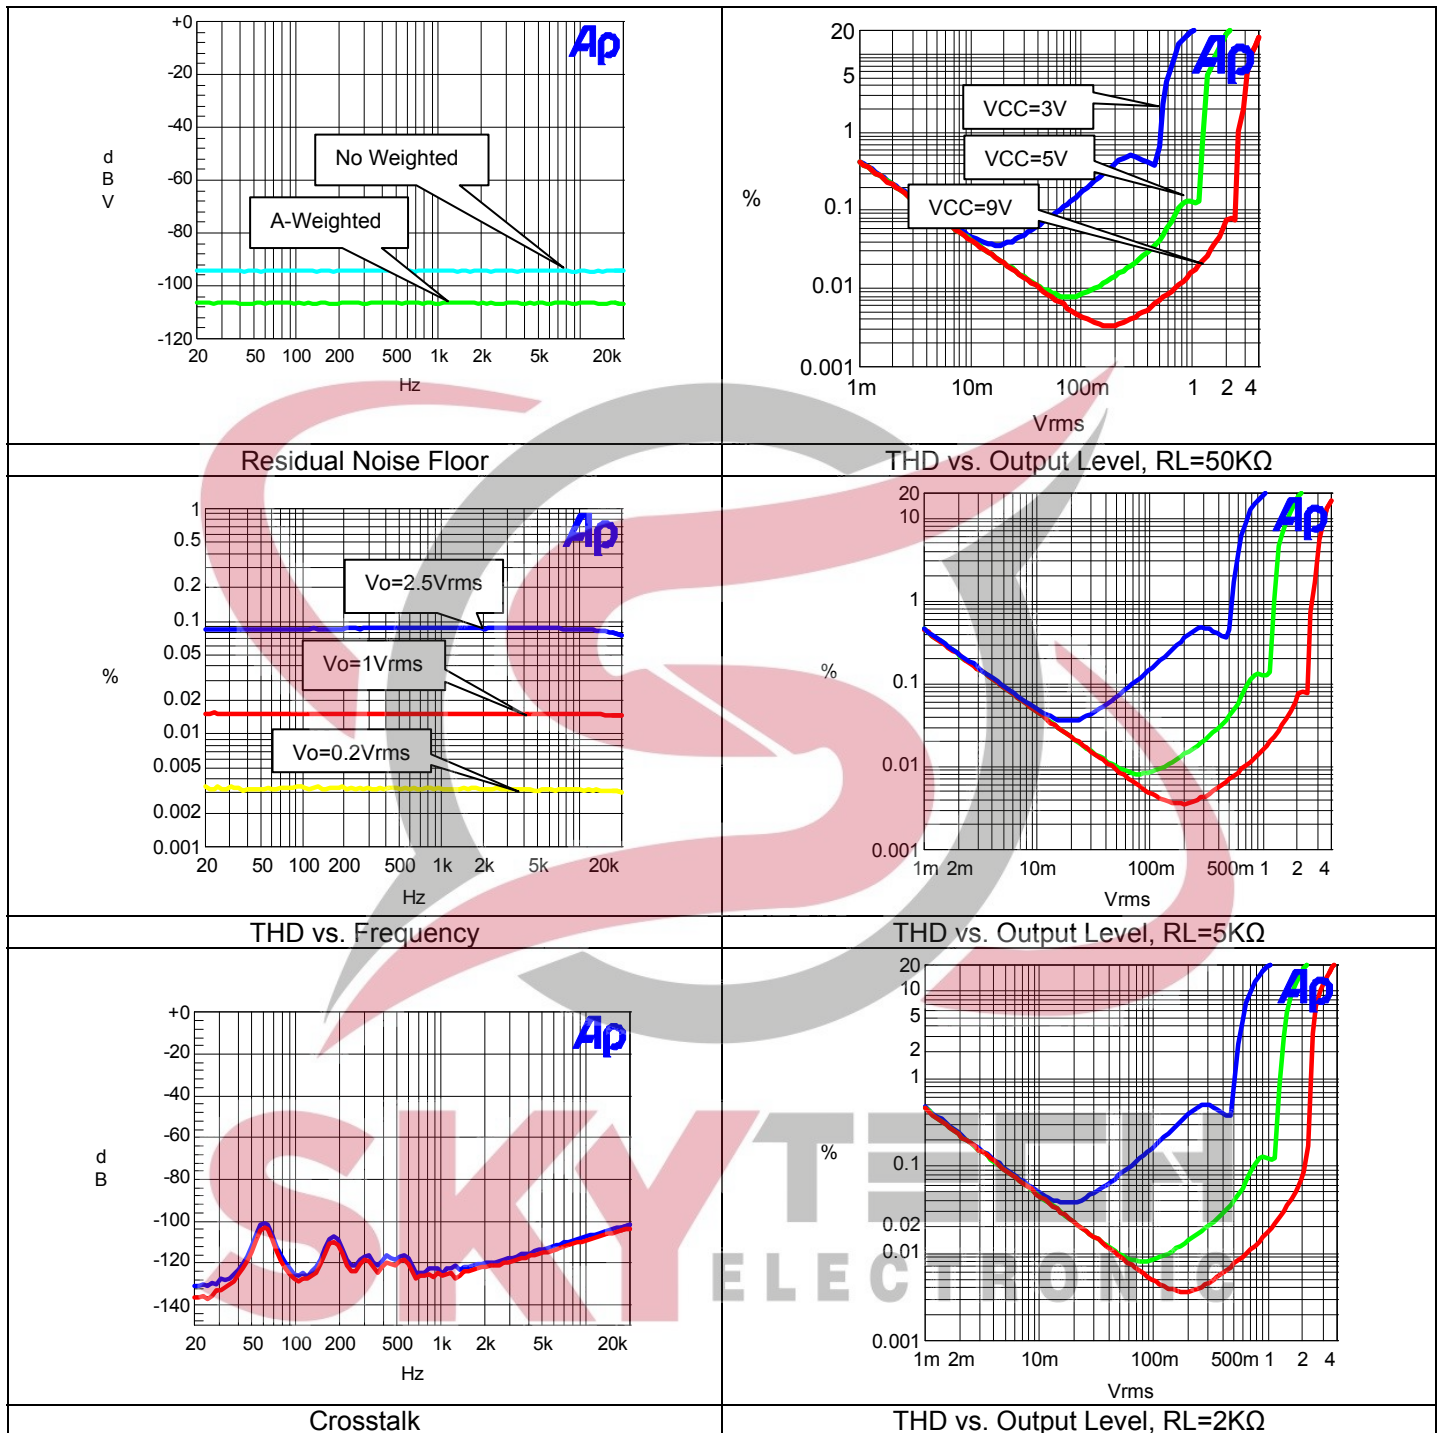 +0
-20
-40
-60
-80
-100
-120
d
B
V
No Weighted
A-Weighted
Ap
20 50 100 200 500 1k 2k 5k 20k
Hz
Residual Noise Floor
20
5
1
0.1
0.01
0.001
%
VCC=3V
VCC=5V
VCC=9V
Ap
1m 10m 100m 1 2 4
Vrms
THD vs. Output Level, RL=50KΩ
1
0.5
0.2
0.1
0.05
0.02
0.01
0.005
0.002
0.001
%
Vo=2.5Vrms
Vo=1Vrms
Vo=0.2Vrms
Ap
20 50 100 200 500 1k 2k 5k 20k
Hz
THD vs. Frequency
20
10
1
0.1
0.01
0.001
%
Ap
1m 2m 10m 100m 500m 1 2 4
Vrms
THD vs. Output Level, RL=5KΩ
+0
-20
-40
-60
-80
-100
-120
-140
d
B
Ap
20 50 100 200 500 1k 2k 5k 20k
Hz
Crosstalk
20
10
5
2
1
0.1
0.02
0.01
0.001
%
Ap
1m 2m 10m 100m 500m 1 2 4
Vrms
THD vs. Output Level, RL=2KΩ
SKYTECH
ELECTRONIC